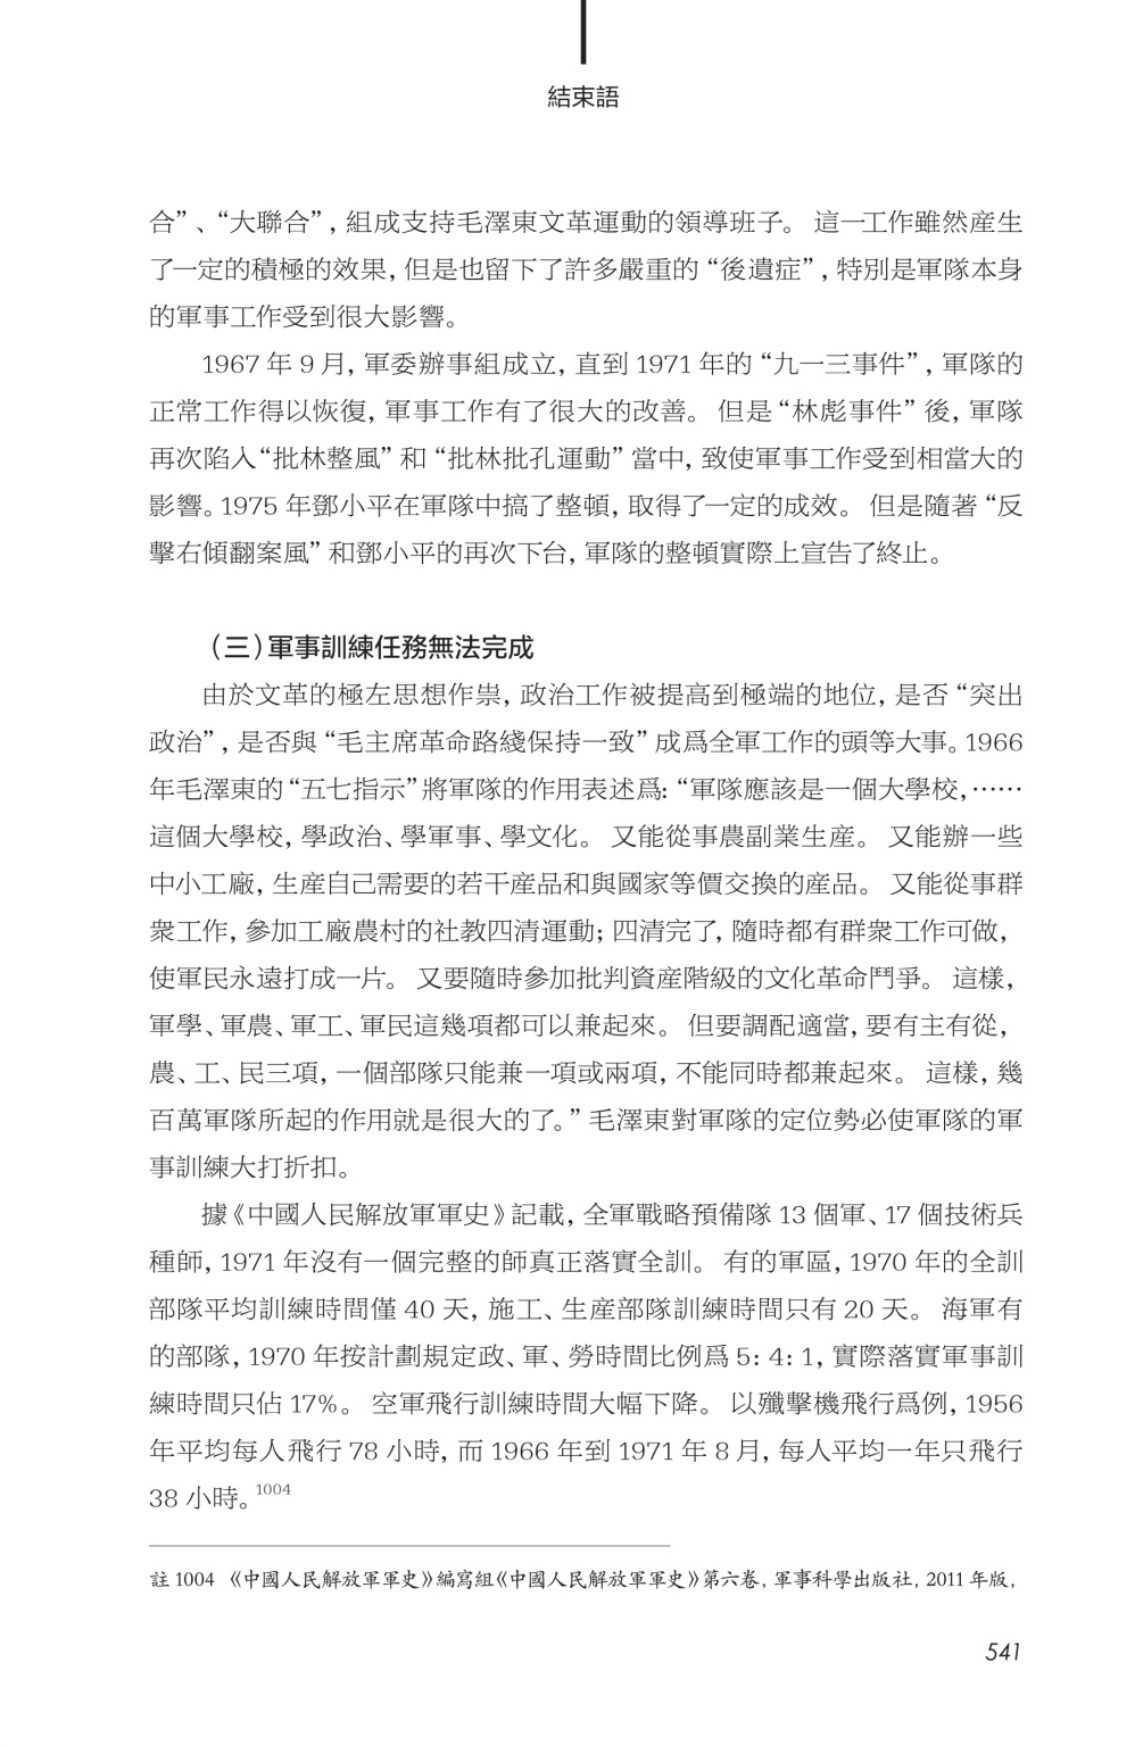 結束語
合”、“大聯合”，組成支持毛澤東文革運動的領導班子。 這一工作雖然産生
了一定的積極的效果，但是也留下了許多嚴重的“後遺症”，特別是軍隊本身
的軍事工作受到很大影響。
1967 年 9 月，軍委辦事組成立，直到 1971 年的“九一三事件”，軍隊的
正常工作得以恢復，軍事工作有了很大的改善。 但是“林彪事件”後，軍隊
再次陷入“批林整風”和“批林批孔運動”當中，致使軍事工作受到相當大的
影響。1975 年鄧小平在軍隊中搞了整頓，取得了一定的成效。 但是隨著“反
擊右傾翻案風”和鄧小平的再次下台，軍隊的整頓實際上宣告了終止。
（三）軍事訓練任務無法完成
由於文革的極左思想作祟，政治工作被提高到極端的地位，是否“突出
政治”，是否與“毛主席革命路綫保持一致”成爲全軍工作的頭等大事。1966
年毛澤東的“五七指示”將軍隊的作用表述爲：“軍隊應該是一個大學校，……
這個大學校，學政治、學軍事、學文化。 又能從事農副業生産。 又能辦一些
中小工廠，生産自己需要的若干産品和與國家等價交換的産品。 又能從事群
衆工作，參加工廠農村的社教四清運動；四清完了，隨時都有群衆工作可做，
使軍民永遠打成一片。 又要隨時參加批判資産階級的文化革命鬥爭。 這樣，
軍學、軍農、軍工、軍民這幾項都可以兼起來。 但要調配適當，要有主有從，
農、工、民三項，一個部隊只能兼一項或兩項，不能同時都兼起來。 這樣，幾
百萬軍隊所起的作用就是很大的了。”毛澤東對軍隊的定位勢必使軍隊的軍
事訓練大打折扣。
據《中國人民解放軍軍史》記載，全軍戰略預備隊 13 個軍、17 個技術兵
種師，1971 年沒有一個完整的師真正落實全訓。 有的軍區，1970 年的全訓
部隊平均訓練時間僅 40 天，施工、生産部隊訓練時間只有 20 天。 海軍有
的部隊，1970 年按計劃規定政、軍、勞時間比例爲 5：4：1，實際落實軍事訓
練時間只佔 17%。 空軍飛行訓練時間大幅下降。 以殲擊機飛行爲例，1956
年平均每人飛行 78 小時，而 1966 年到 1971 年 8 月，每人平均一年只飛行
38 小時。1004
註 1004 《中國人民解放軍軍史》編寫組《中國人民解放軍軍史》第六卷，軍事科學出版社，2011 年版，
541